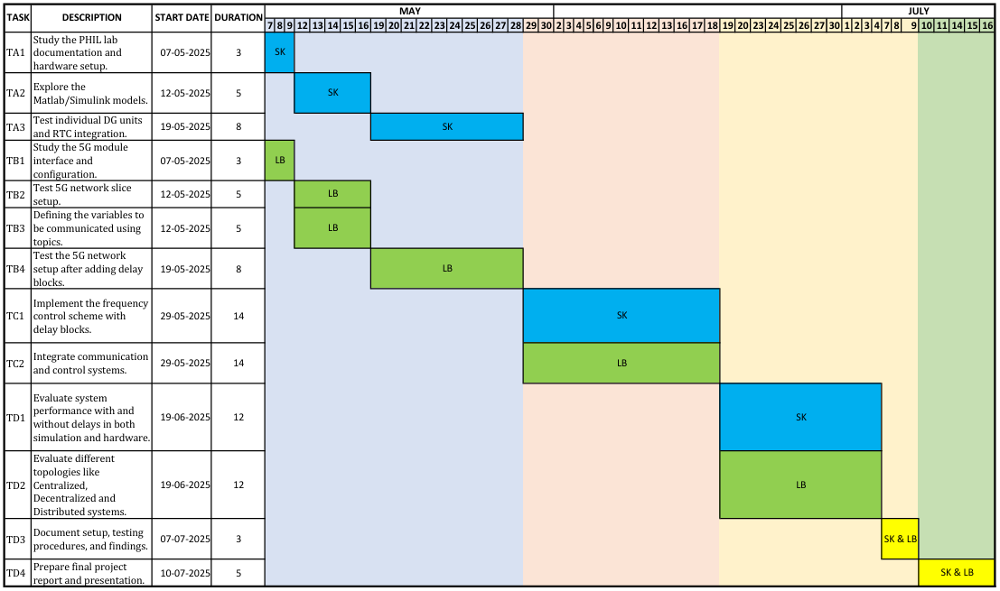 TASK DESCRIPTION START DATE DURATION MAY JULY
7 8 9 12 13 14 15 16 19 20 21 22 23 24 25 26 27 28 29 30 2 3 4 5 6 9 10 11 12 13 16 17 18 19 20 23 24 25 26 27 30 1 2 3 4 7 8 9 10 11 14 15 16
TA1
Study the PHIL lab
documentation and
hardware setup.
07-05-2025 3 SK
TA2
Explore the
Matlab/Simulink models.
12-05-2025 5 SK
TA3
Test individual DG units
and RTC integration.
19-05-2025 8 SK
TB1
Study the 5G module
interface and
configuration.
07-05-2025 3 LB
TB2
Test 5G network slice
setup.
12-05-2025 5 LB
TB3
Defining the variables to
be communicated using
topics.
12-05-2025 5 LB
TB4
Test the 5G network
setup after adding delay
blocks.
19-05-2025 8 LB
TC1
Implement the frequency
control scheme with
delay blocks.
29-05-2025 14 SK
TC2
Integrate communication
and control systems.
29-05-2025 14 LB
TD1
Evaluate system
performance with and
without delays in both
simulation and hardware.
19-06-2025 12 SK
TD2
Evaluate different
topologies like
Centralized,
Decentralized and
Distributed systems.
19-06-2025 12 LB
TD3
Document setup, testing
procedures, and findings.
07-07-2025 3 SK & LB
TD4
Prepare final project
report and presentation.
10-07-2025 5 SK & LB